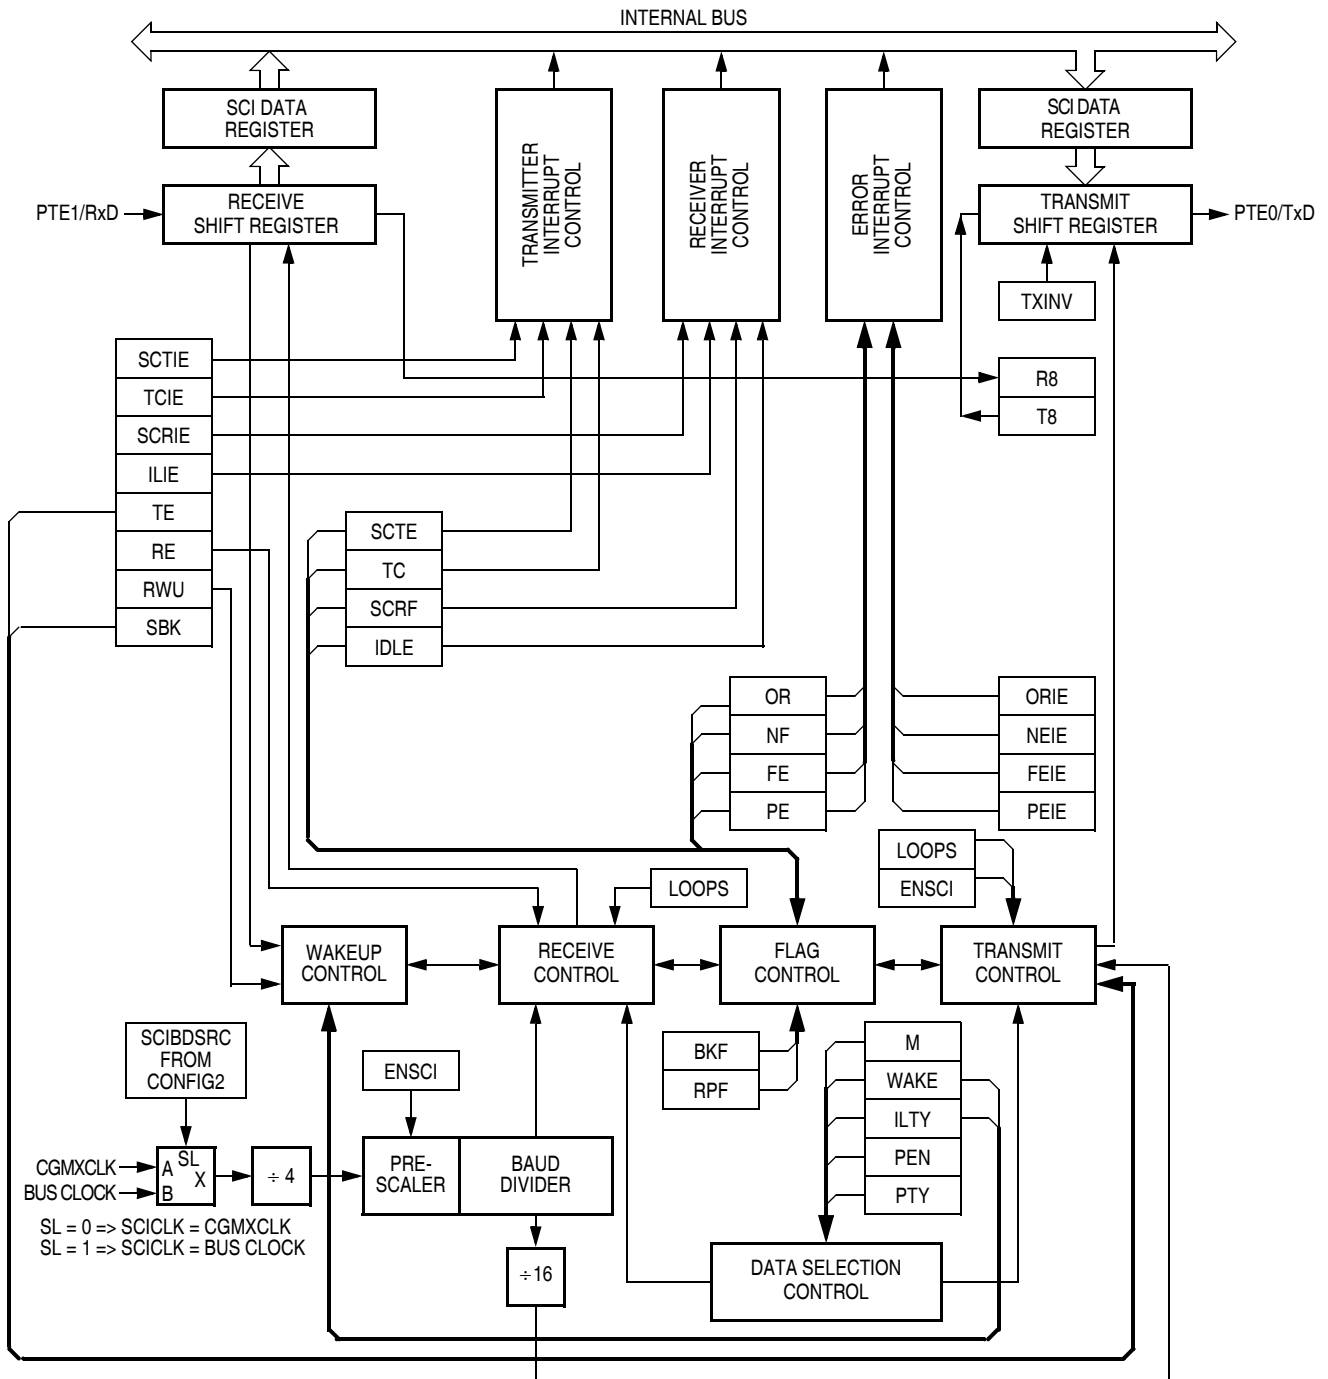 INTERNAL BUS
SCI DATA
REGISTER
SCI DATA
REGISTER
TRANSMITTER
INTERRUPT
CONTROL
RECEIVER
INTERRUPT
CONTROL
ERROR
INTERRUPT
CONTROL
PTE1/RxD
RECEIVE
SHIFT REGISTER
TRANSMIT
SHIFT REGISTER
PTE0/TxD
TXINV
SCTIE
TCIE
SCRIE
ILIE
TE
RE
RWU
SBK
R8
T8
SCTE
TC
SCRF
IDLE
OR
NF
FE
PE
ORIE
NEIE
FEIE
PEIE
LOOPS
ENSCI
LOOPS
WAKEUP
CONTROL
RECEIVE
CONTROL
FLAG
CONTROL
TRANSMIT
CONTROL
SCIBDSRC
FROM
CONFIG2
ENSCI
BKF
RPF
M
WAKE
ILTY
PEN
PTY
CGMXCLK
BUS CLOCK
SL
A
X
B
÷ 4
PRE-
SCALER
BAUD
DIVIDER
SL = 0 => SCICLK = CGMXCLK
SL = 1 => SCICLK = BUS CLOCK
÷16
DATA SELECTION
CONTROL